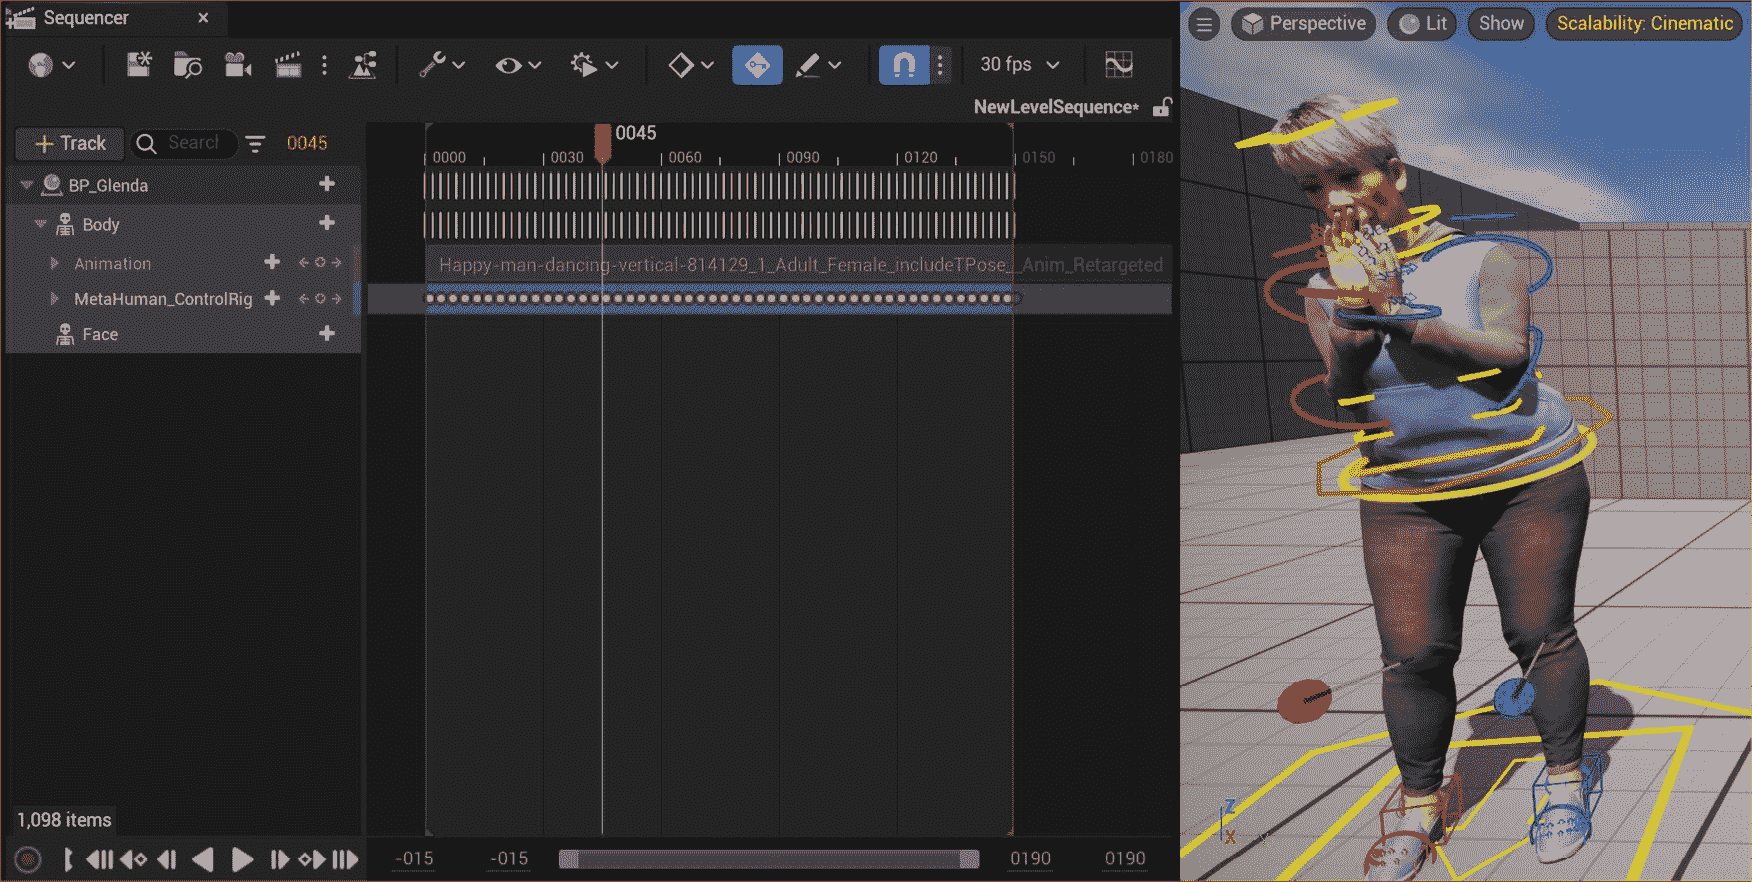 Sequencer
30 fps
NewLevelSequence*
Track
Search
0045
0045
0000
0030
0060
0090
0120
0150
0180
BP_Glenda
Body
Animation
Happy-man-dancing-vertical-814129_1_Adult_Female_includeTPose__Anim_Retargeted
MetaHuman_ControlRig
Face
1,098 items
-015
-015
0190
0190
Perspective
Lit
Show
Scalability: Cinematic
Z
X